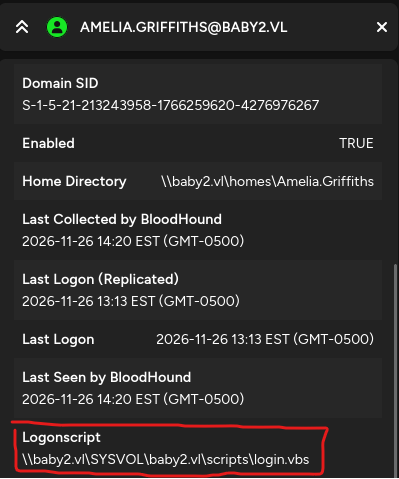 AMELIA.GRIFFITHS@BABY2.VL
Domain SID
S-1-5-21-213243958-1766259620-4276976267
Enabled TRUE
Home Directory \\baby2.vl\homes\Amelia.Griffiths
Last Collected by BloodHound
2026-11-26 14:20 EST (GMT-0500)
Last Logon (Replicated)
2026-11-26 13:13 EST (GMT-0500)
Last Logon 2026-11-26 13:13 EST (GMT-0500)
Last Seen by BloodHound
2026-11-26 14:20 EST (GMT-0500)
Logonscript
\\baby2.vl\SYSVOL\baby2.vl\scripts\login.vbs